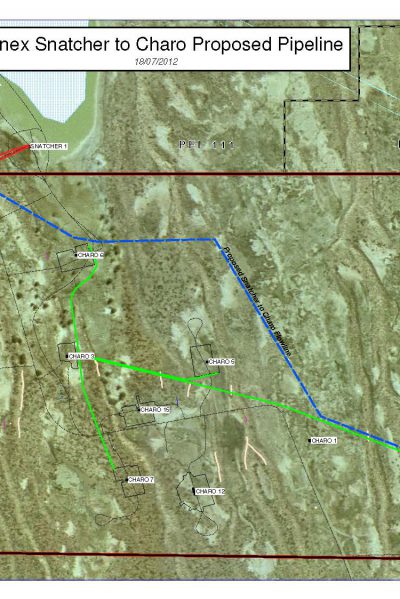 nex Snatcher to Charo Proposed Pipeline
18/07/2012
SNATCHER 1
PEL 111
CHARO 6
Proposed Snatcher to Charo Pipeline
CHARO 3
CHARO 5
CHARO 15
CHARO 1
CHARO 7
CHARO 12